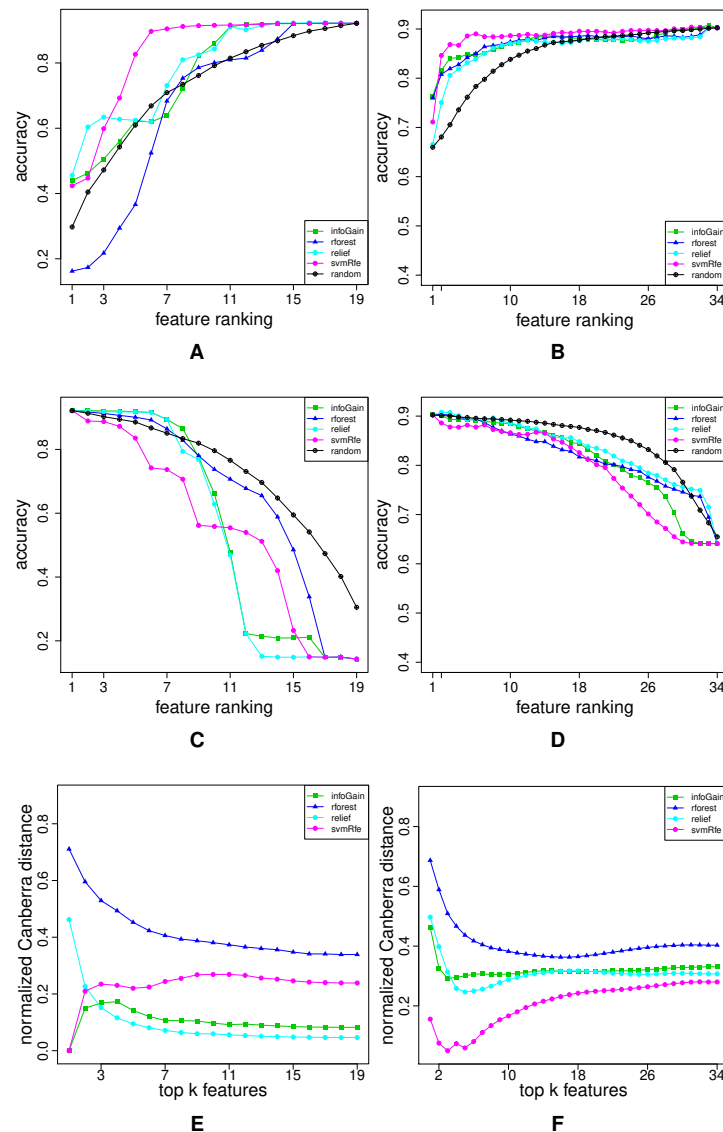 accuracy
0.2 0.4 0.6 0.8
infoGain
rforest
relief
svmRfe
random
1 3 7 11 15 19
feature ranking
A
accuracy
0.4 0.5 0.6 0.7 0.8 0.9
infoGain
rforest
relief
svmRfe
random
1 10 18 26 34
feature ranking
B
accuracy
0.2 0.4 0.6 0.8
infoGain
rforest
relief
svmRfe
random
1 3 7 11 15 19
feature ranking
C
accuracy
0.4 0.5 0.6 0.7 0.8 0.9
infoGain
rforest
relief
svmRfe
random
1 10 18 26 34
feature ranking
D
normalized Canberra distance
0.0 0.2 0.4 0.6 0.8
infoGain
rforest
relief
svmRfe
3 7 11 15 19
top k features
E
normalized Canberra distance
0.2 0.4 0.6 0.8
infoGain
rforest
relief
svmRfe
2 10 18 26 34
top k features
F